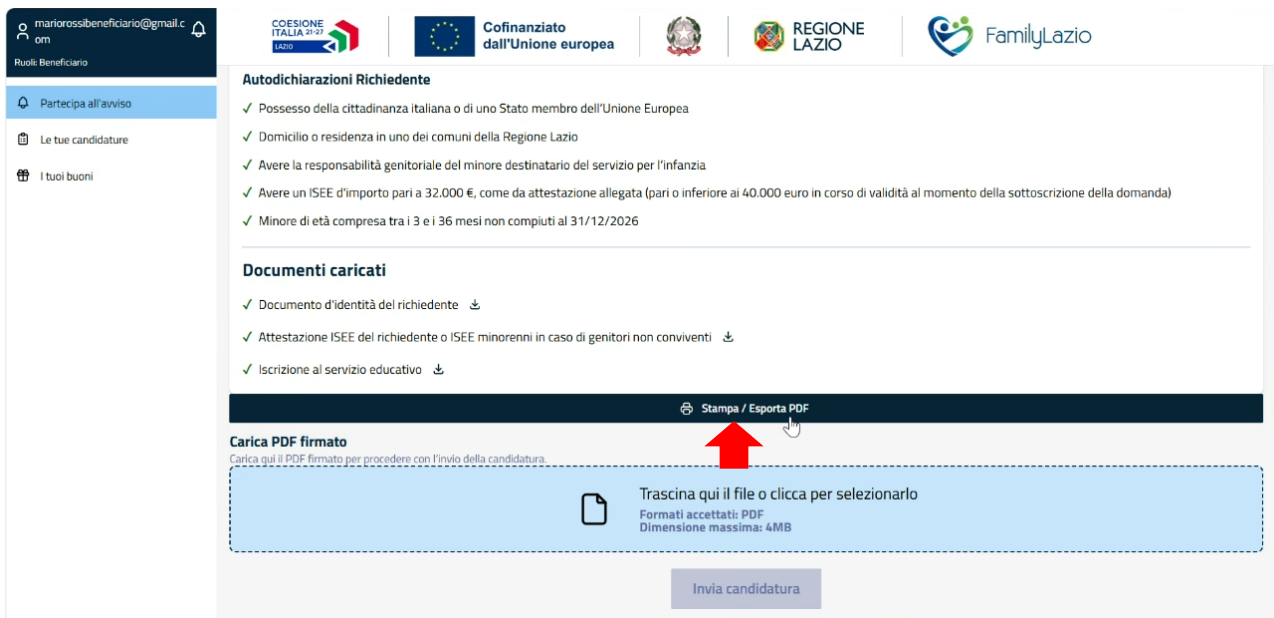 mariorossibeneficiario@gmail.c
om
Ruoli: Beneficiario
Partecipa all'avviso
Le tue candidature
I tuoi buoni
COESIONE
ITALIA 21-27
LAZIO
Cofinanziato
dall'Unione europea
REGIONE
LAZIO
FamilyLazio
Autodichiarazioni Richiedente
Possesso della cittadinanza italiana o di uno Stato membro dell'Unione Europea
Domicilio o residenza in uno dei comuni della Regione Lazio
Avere la responsabilità genitoriale del minore destinatario del servizio per l'infanzia
Avere un ISEE d'importo pari a 32.000 €, come da attestazione allegata (pari o inferiore ai 40.000 euro in corso di validità al momento della sottoscrizione della domanda)
Minore di età compresa tra i 3 e i 36 mesi non compiuti al 31/12/2026
Documenti caricati
Documento d'identità del richiedente
Attestazione ISEE del richiedente o ISEE minorenni in caso di genitori non conviventi
Iscrizione al servizio educativo
Stampa / Esporta PDF
Carica PDF firmato
Carica qui il PDF firmato per procedere con l'invio della candidatura.
Trascina qui il file o clicca per selezionarlo
Formati accettati: PDF
Dimensione massima: 4MB
Invia candidatura